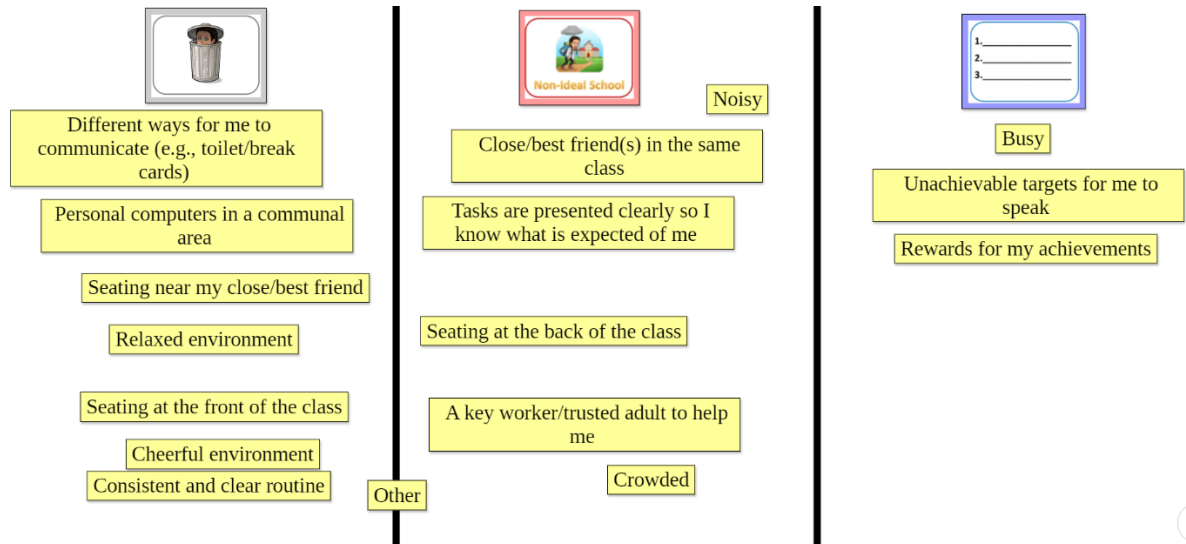 Different ways for me to
communicate (e.g., toilet/break
cards)
Personal computers in a communal
area
Seating near my close/best friend
Relaxed environment
Seating at the front of the class
Cheerful environment
Consistent and clear routine
Other
Non-Ideal School
Noisy
Close/best friend(s) in the same
class
Tasks are presented clearly so I
know what is expected of me
Seating at the back of the class
A key worker/trusted adult to help
me
Crowded
1.
2.
3.
Busy
Unachievable targets for me to
speak
Rewards for my achievements